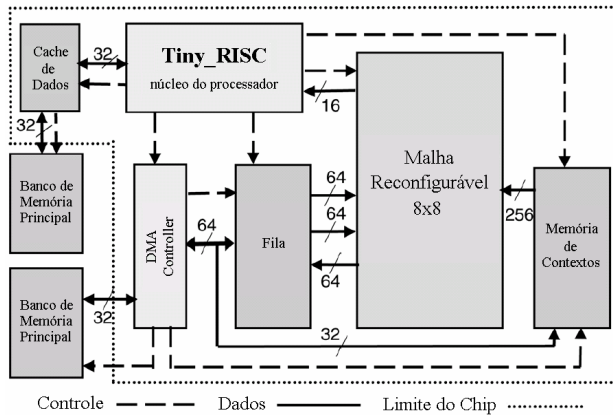 Cache
de
Dados
32
Tiny_RISC
núcleo do processador
16
32
Banco de
Memória
Principal
Malha
Reconfigurável
8x8
64
64
64
256
Memória
de
Contextos
DMA
Controller
64
Fila
Banco de
Memória
Principal
32
32
Controle
Dados
Limite do Chip